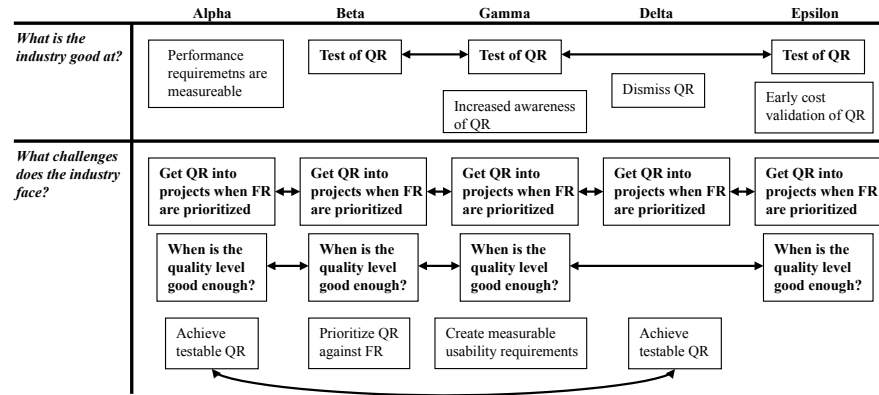 Alpha Beta Gamma Delta Epsilon
What is the
industry good at?
Performance
requiremetns are
measureable
Test of QR
Test of QR
Test of QR
Increased awareness
of QR
Dismiss QR
Early cost
validation of QR
What challenges
does the industry
face?
Get QR into
projects when FR
are prioritized
Get QR into
projects when FR
are prioritized
Get QR into
projects when FR
are prioritized
Get QR into
projects when FR
are prioritized
Get QR into
projects when FR
are prioritized
When is the
quality level
good enough?
When is the
quality level
good enough?
When is the
quality level
good enough?
When is the
quality level
good enough?
Achieve
testable QR
Prioritize QR
against FR
Create measurable
usability requirements
Achieve
testable QR